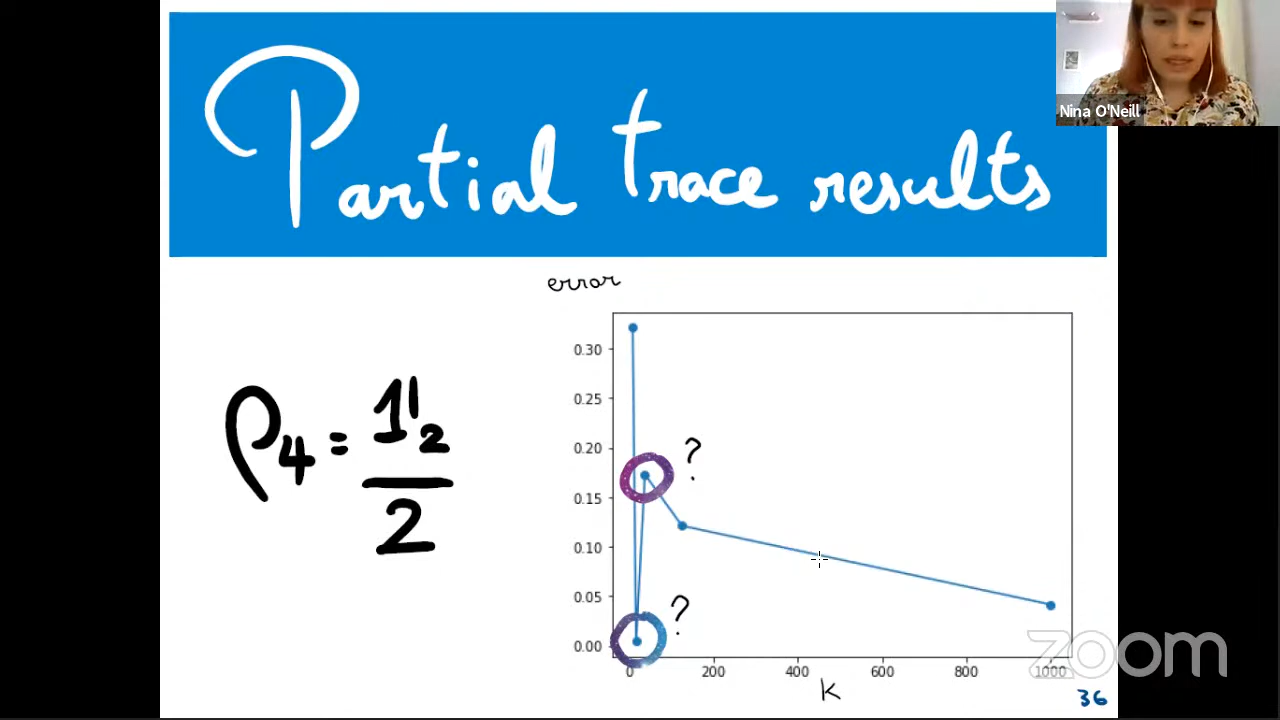 Partial trace results
Nina O'Neill
error
ρ₄ = 𝟙₂
2
0.30
0.25
0.20
0.15
0.10
0.05
0.00
?
?
0 200 400 600 800 1000
K
zoom
36